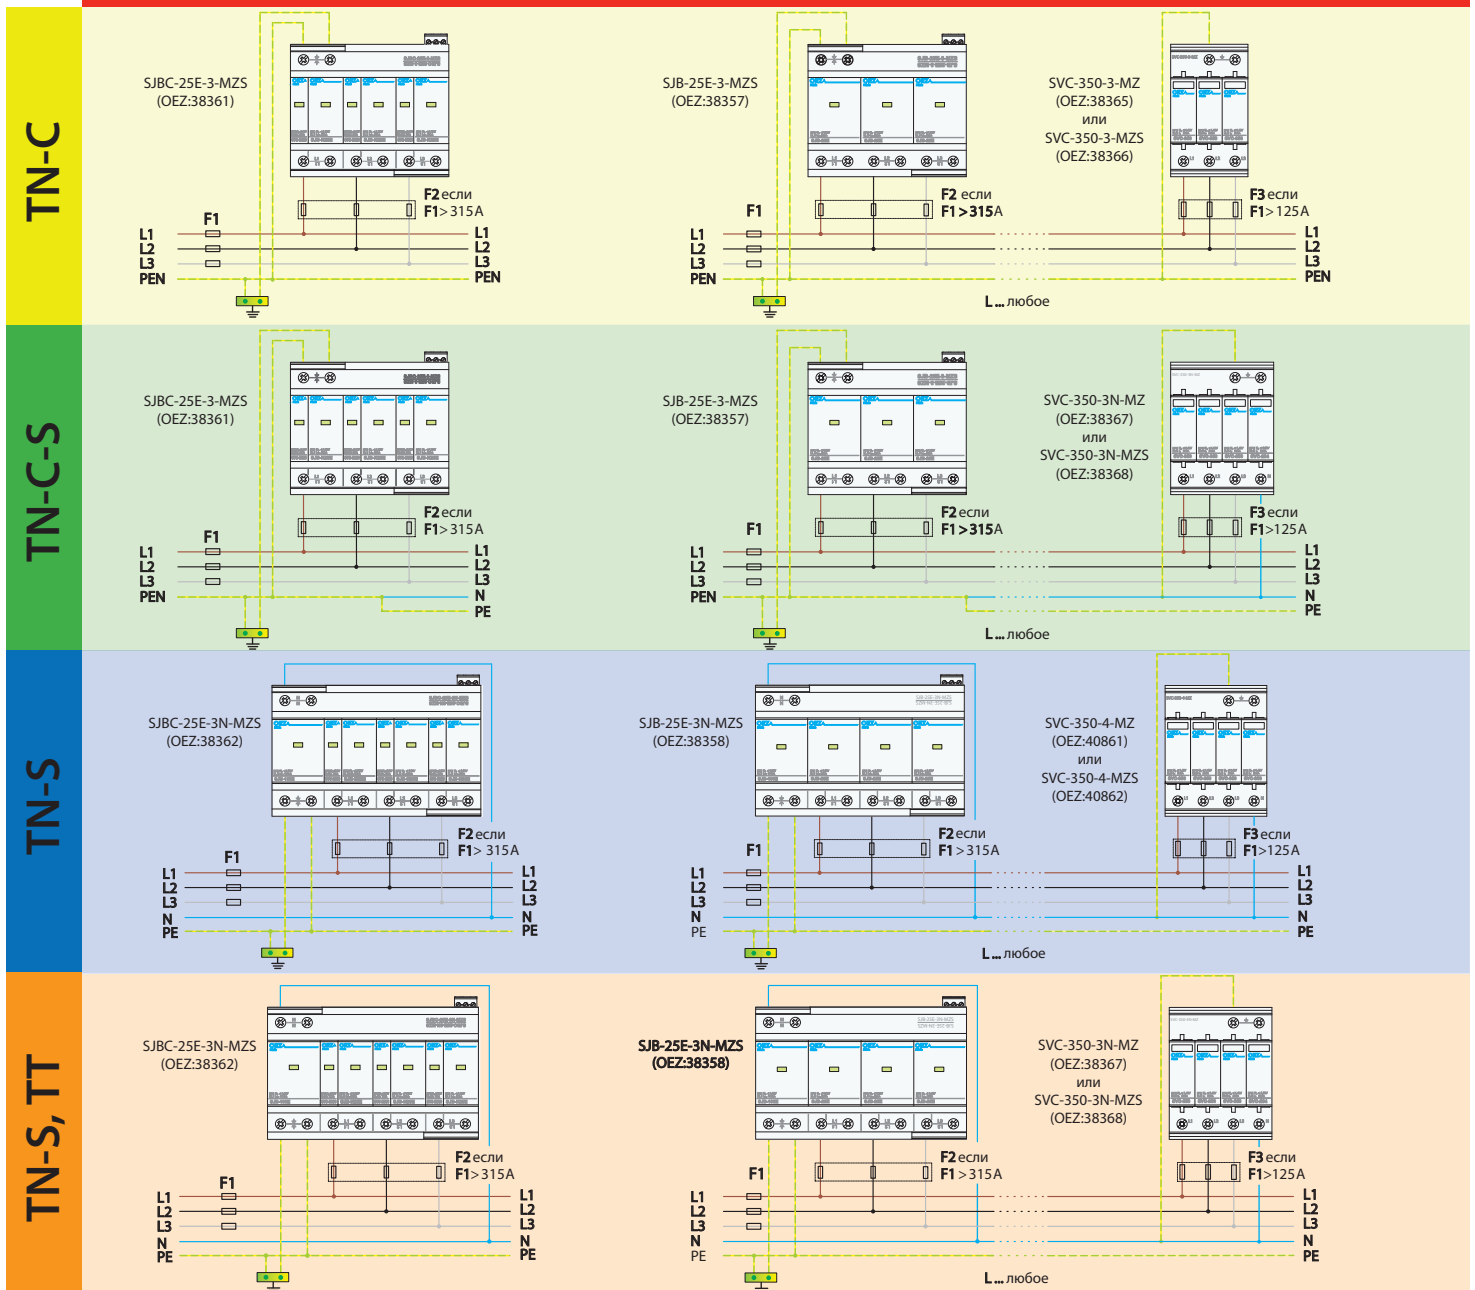 TN-C
SJBC-25E-3-MZS
(OEZ:38361)
F2 если
F1>315A
F1
L1
L2
L3
PEN
L1
L2
L3
PEN
SJB-25E-3-MZS
(OEZ:38357)
F2 если
F1>315A
F1
L1
L2
L3
PEN
SVC-350-3-MZ
(OEZ:38365)
или
SVC-350-3-MZS
(OEZ:38366)
F3 если
F1>125A
L1
L2
L3
PEN
L ... любое
TN-C-S
SJBC-25E-3-MZS
(OEZ:38361)
F2 если
F1>315A
F1
L1
L2
L3
PEN
L1
L2
L3
N
PE
SJB-25E-3-MZS
(OEZ:38357)
F2 если
F1>315A
F1
L1
L2
L3
PEN
SVC-350-3N-MZ
(OEZ:38367)
или
SVC-350-3N-MZS
(OEZ:38368)
F3 если
F1>125A
L1
L2
L3
N
PE
L ... любое
TN-S
SJBC-25E-3N-MZS
(OEZ:38362)
F2 если
F1> 315A
F1
L1
L2
L3
N
PE
L1
L2
L3
N
PE
SJB-25E-3N-MZS
(OEZ:38358)
F2 если
F1>315A
F1
L1
L2
L3
N
PE
SVC-350-4-MZ
(OEZ:40861)
или
SVC-350-4-MZS
(OEZ:40862)
F3 если
F1>125A
L1
L2
L3
N
PE
L ... любое
TN-S, TT
SJBC-25E-3N-MZS
(OEZ:38362)
F2 если
F1>315A
F1
L1
L2
L3
N
PE
L1
L2
L3
N
PE
SJB-25E-3N-MZS
(OEZ:38358)
F2 если
F1>315A
F1
L1
L2
L3
N
PE
SVC-350-3N-MZ
(OEZ:38367)
или
SVC-350-3N-MZS
(OEZ:38368)
F3 если
F1>125A
L1
L2
L3
N
PE
L ... любое